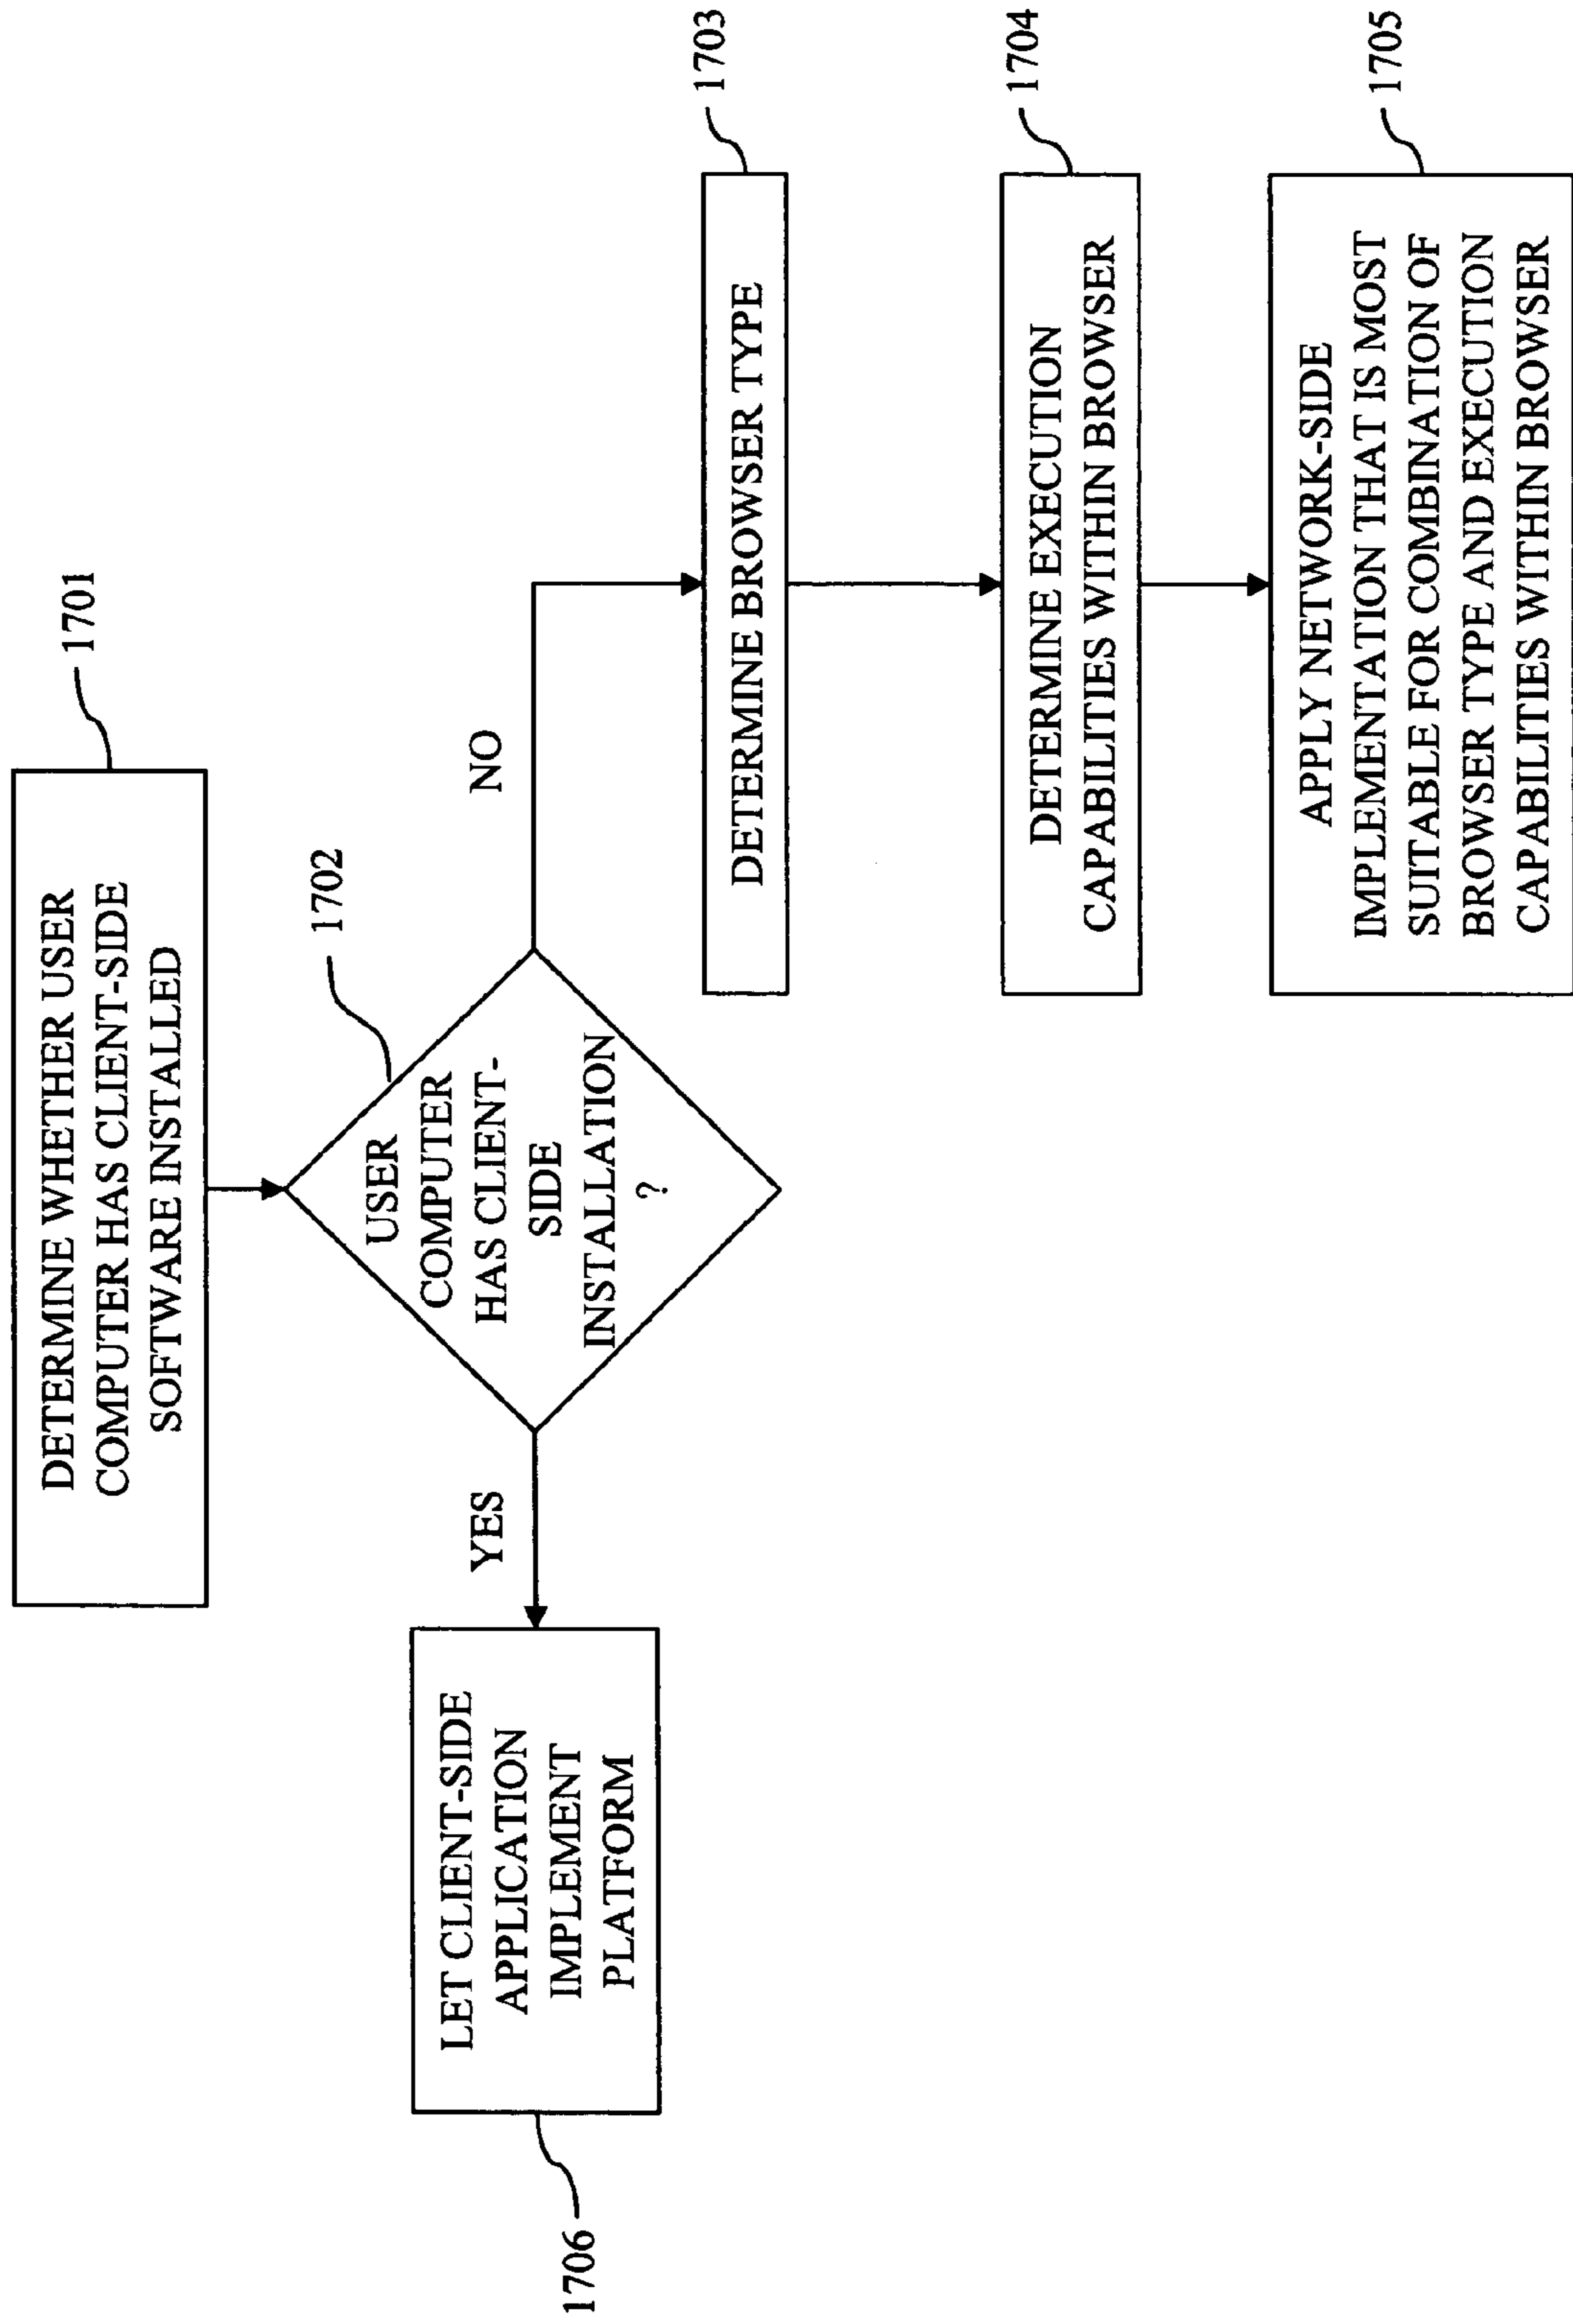 DETERMINE WHETHER USER
COMPUTER HAS CLIENT-SIDE
SOFTWARE INSTALLED
1701
USER
COMPUTER
HAS CLIENT-
SIDE
INSTALLATION
?
1702
YES
NO
LET CLIENT-SIDE
APPLICATION
IMPLEMENT
PLATFORM
1706
DETERMINE BROWSER TYPE
1703
DETERMINE EXECUTION
CAPABILITIES WITHIN BROWSER
1704
APPLY NETWORK-SIDE
IMPLEMENTATION THAT IS MOST
SUITABLE FOR COMBINATION OF
BROWSER TYPE AND EXECUTION
CAPABILITIES WITHIN BROWSER
1705